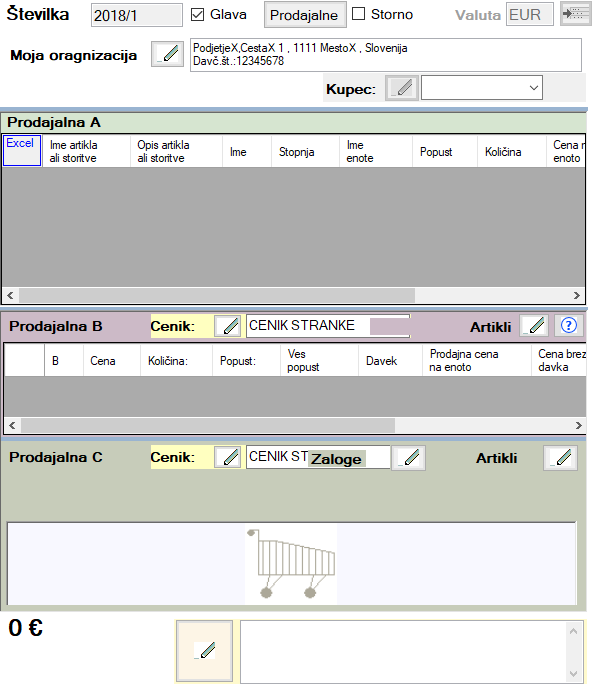 Številka 2018/1 Glava Prodajalne Storno Valuta EUR
Moja oragnizacija PodjetjeX,CestaX 1 , 1111 MestoX , Slovenija
Davč.št.:12345678
Kupec:
Prodajalna A
Excel Ime artikla Opis artikla Ime Stopnja Ime Popust Količina Cena
ali storitve ali storitve enote enoto
Prodajalna B Cenik: CENIK STRANKE Artikli ?
B Cena Količina: Popust: Ves Davek Prodajna cena Cena brez
popust na enoto davka
Prodajalna C Cenik: CENIK ST Zaloge Artikli
0 €